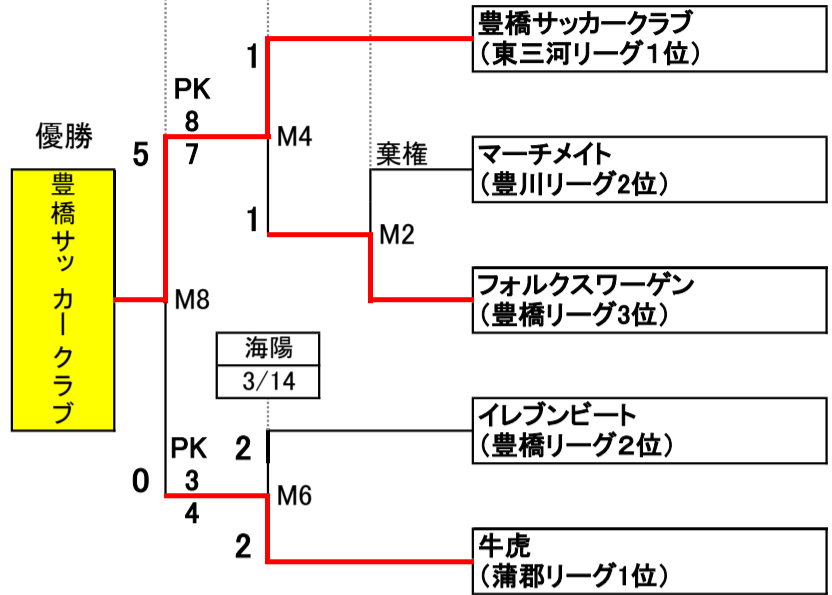 豊橋サッカークラブ
(東三河リーグ1位)
1
PK
8
7
M4
優勝
5
棄権
マーチメイト
(豊川リーグ2位)
豊橋サッカークラブ
1
M2
フォルクスワーゲン
(豊橋リーグ3位)
M8
海陽
3/14
イレブンビート
(豊橋リーグ2位)
PK
2
0
3
4
M6
2
牛虎
(蒲郡リーグ1位)